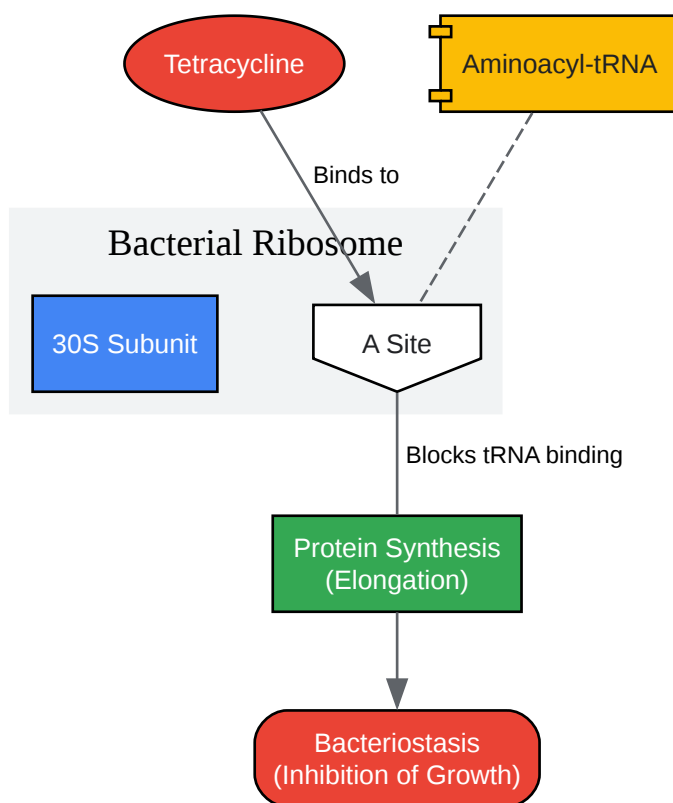 Tetracycline
Aminoacyl-tRNA
Binds to
Bacterial Ribosome
30S Subunit
A Site
Blocks tRNA binding
Protein Synthesis
(Elongation)
Bacteriostasis
(Inhibition of Growth)